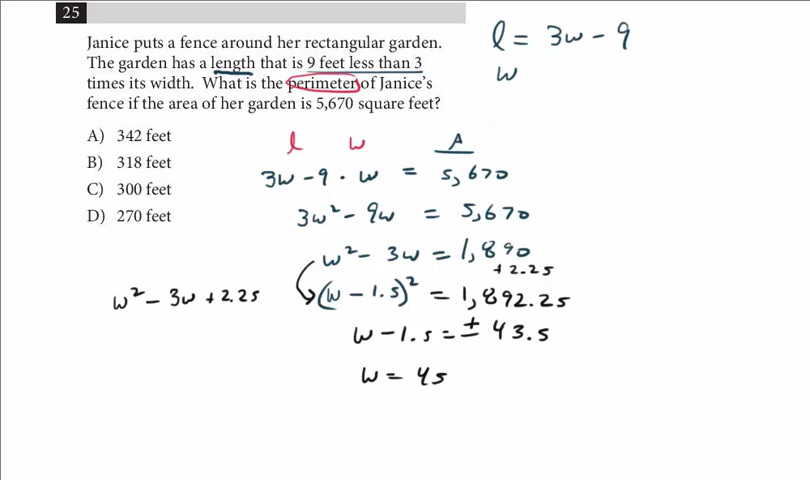 25
Janice puts a fence around her rectangular garden.
The garden has a length that is 9 feet less than 3
times its width. What is the perimeter of Janice's
fence if the area of her garden is 5,670 square feet?
A) 342 feet
B) 318 feet
C) 300 feet
D) 270 feet
l = 3w - 9
w
l w A
3w - 9 · w = 5,670
3w² - 9w = 5,670
w² - 3w = 1,890
+ 2.25
w² - 3w + 2.25
(w - 1.5)² = 1,892.25
w - 1.5 = ± 43.5
w = 45